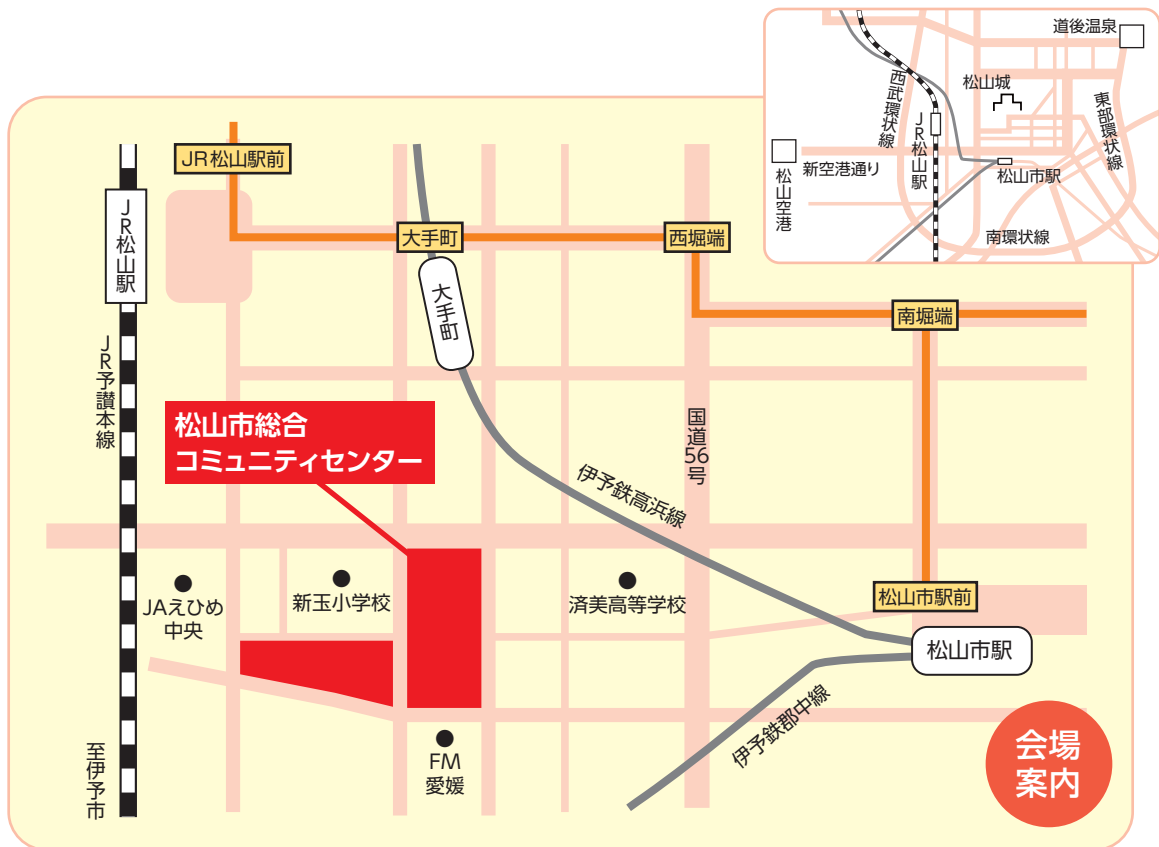 道後温泉
松山城
西武環状線
東部環状線
JR松山駅
新空港通り
松山空港
松山市駅
南環状線
JR松山駅前
大手町
西堀端
JR松山駅
大手町
南堀端
JR予讃本線
松山市総合
コミュニティセンター
国道56号
伊予鉄高浜線
JAえひめ
中央
新玉小学校
済美高等学校
松山市駅前
松山市駅
伊予鉄郡中線
FM
愛媛
至伊予市
会場
案内